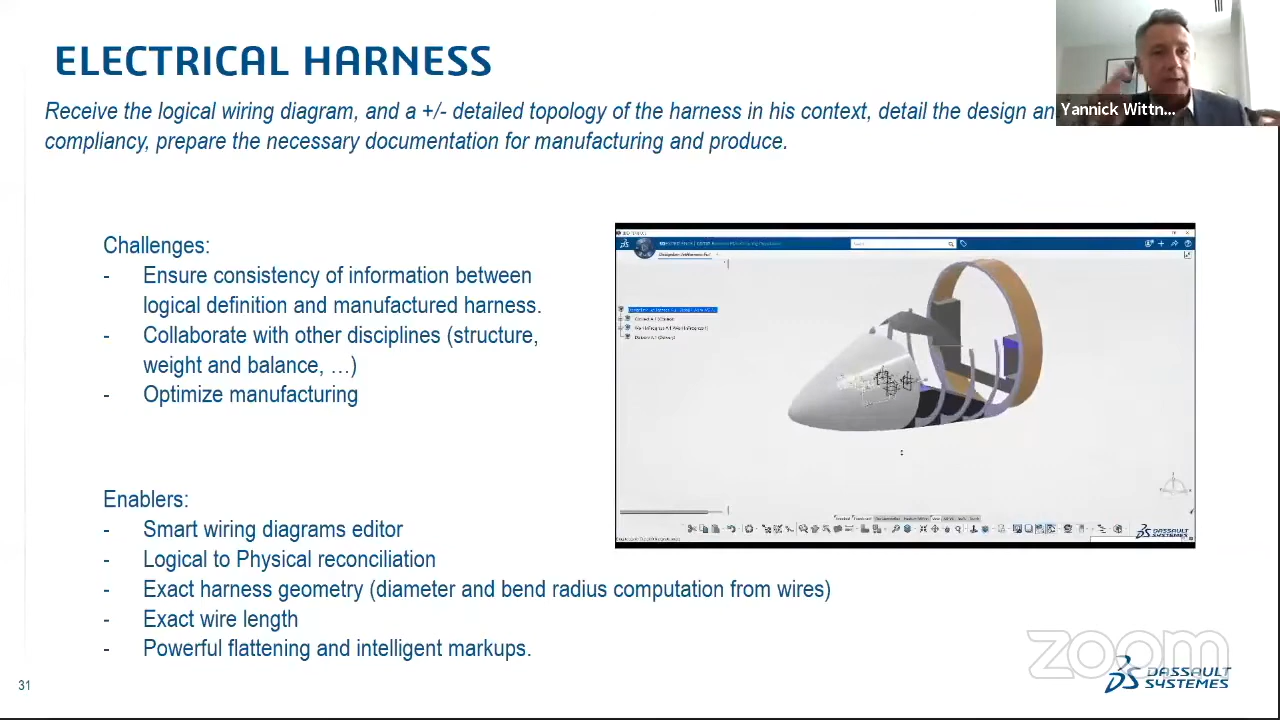 ELECTRICAL HARNESS
Receive the logical wiring diagram, and a +/- detailed topology of the harness in his context, detail the design an
compliancy, prepare the necessary documentation for manufacturing and produce.
Yannick Wittn...
Challenges:
- Ensure consistency of information between
logical definition and manufactured harness.
- Collaborate with other disciplines (structure,
weight and balance, …)
- Optimize manufacturing
Enablers:
- Smart wiring diagrams editor
- Logical to Physical reconciliation
- Exact harness geometry (diameter and bend radius computation from wires)
- Exact wire length
- Powerful flattening and intelligent markups.
DASSAULT
SYSTEMES
zoom
DASSAULT
SYSTEMES
31